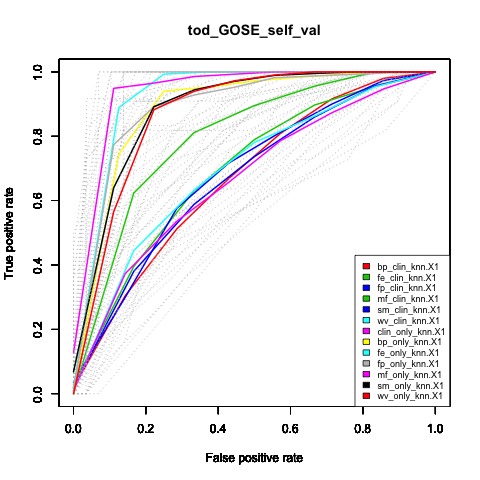 tod_GOSE_self_val
True positive rate
1.0
0.8
0.6
0.4
0.2
0.0
bp_clin_knn.X1
fe_clin_knn.X1
fp_clin_knn.X1
mf_clin_knn.X1
sm_clin_knn.X1
wv_clin_knn.X1
clin_only_knn.X1
bp_only_knn.X1
fe_only_knn.X1
fp_only_knn.X1
mf_only_knn.X1
sm_only_knn.X1
wv_only_knn.X1
0.0 0.2 0.4 0.6 0.8 1.0
False positive rate